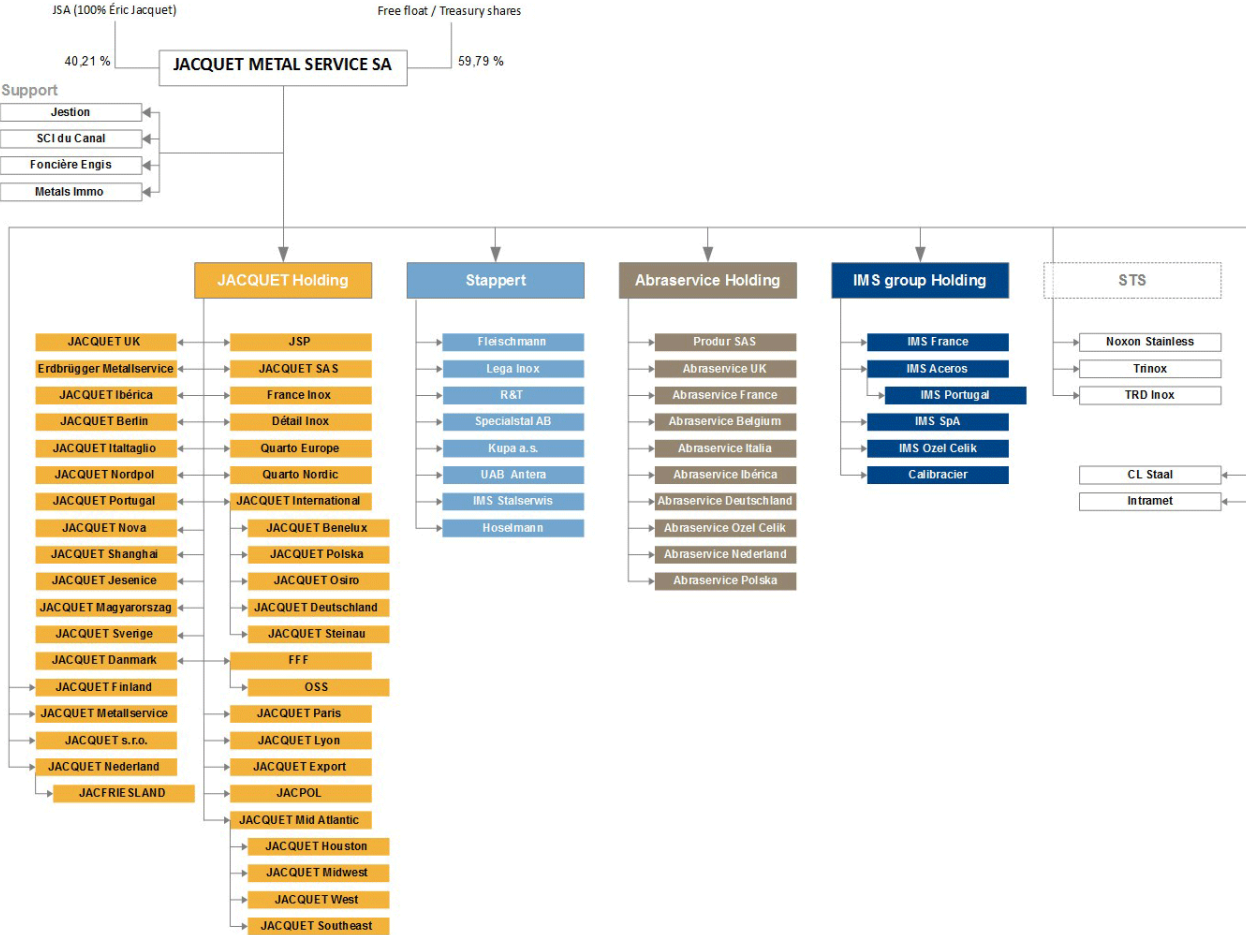 JSA (100% Éric Jacquet)
Free float / Treasury shares
40,21 %
JACQUET METAL SERVICE SA
59,79 %
Support
Jestion
SCI du Canal
Foncière Engis
Metals Immo
JACQUET Holding
Stappert
Abraservice Holding
IMS group Holding
STS
JACQUET UK
Erdbrügger Metallservice
JACQUET Ibérica
JACQUET Berlin
JACQUET Italtaglio
JACQUET Nordpol
JACQUET Portugal
JACQUET Nova
JACQUET Shanghai
JACQUET Jesenice
JACQUET Magyarorszag
JACQUET Sverige
JACQUET Danmark
JACQUET Finland
JACQUET Metallservice
JACQUET s.r.o.
JACQUET Nederland
JACFRIESLAND
JSP
JACQUET SAS
France Inox
Détail Inox
Quarto Europe
Quarto Nordic
JACQUET International
JACQUET Benelux
JACQUET Polska
JACQUET Osiro
JACQUET Deutschland
JACQUET Steinau
FFF
OSS
JACQUET Paris
JACQUET Lyon
JACQUET Export
JACPOL
JACQUET Mid Atlantic
JACQUET Houston
JACQUET Midwest
JACQUET West
JACQUET Southeast
Fleischmann
Lega Inox
R&T
Specialstal AB
Kupa a.s.
UAB Antera
IMS Stalserwis
Hoselmann
Produr SAS
Abraservice UK
Abraservice France
Abraservice Belgium
Abraservice Italia
Abraservice Ibérica
Abraservice Deutschland
Abraservice Ozel Celik
Abraservice Nederland
Abraservice Polska
IMS France
IMS Aceros
IMS Portugal
IMS SpA
IMS Ozel Celik
Calibracier
Noxon Stainless
Trinox
TRD Inox
CL Staal
Intramet